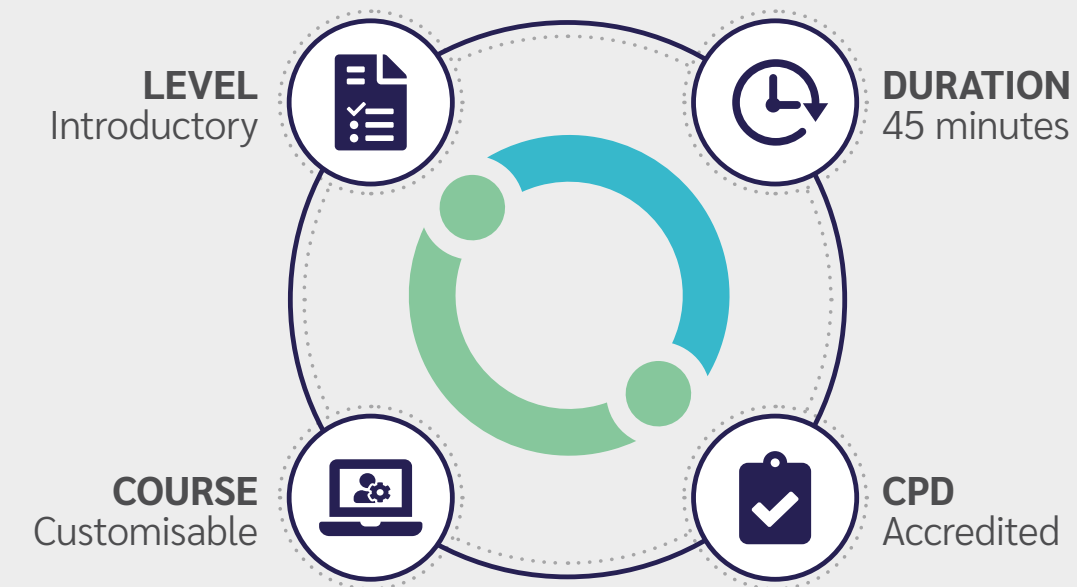 LEVEL
Introductory
DURATION
45 minutes
COURSE
Customisable
CPD
Accredited